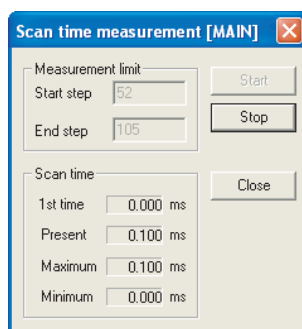 Scan time measurement [MAIN]
Measurement limit
Start step 52
End step 105
Start
Stop
Close
Scan time
1st time 0.000 ms
Present 0.100 ms
Maximum 0.100 ms
Minimum 0.000 ms